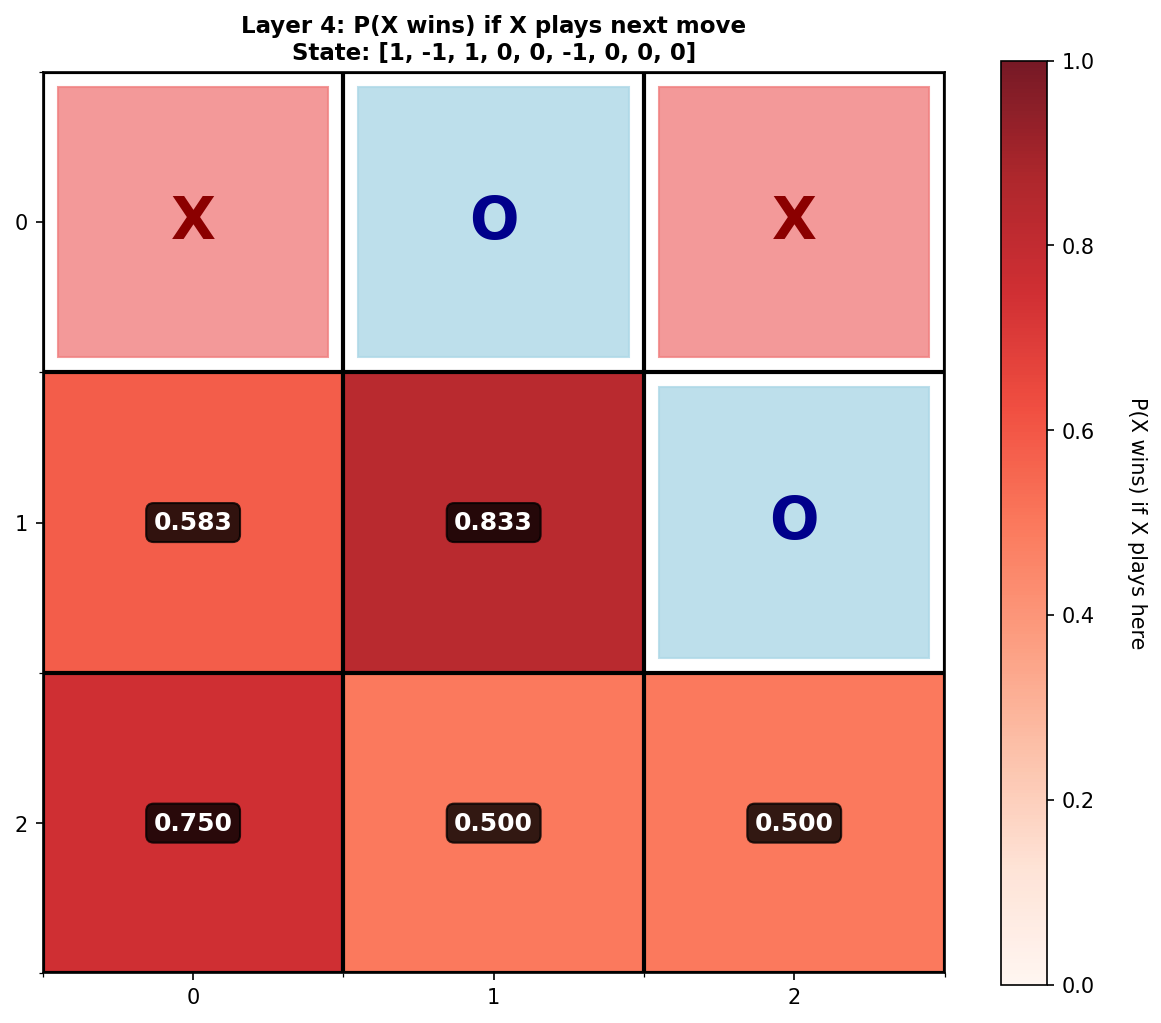 Layer 4: P(X wins) if X plays next move
State: [1, -1, 1, 0, 0, -1, 0, 0, 0]
X O X
0
0.583 0.833 O
1
0.750 0.500 0.500
2
0 1 2
1.0
0.8
0.6
0.4
0.2
0.0
P(X wins) if X plays here